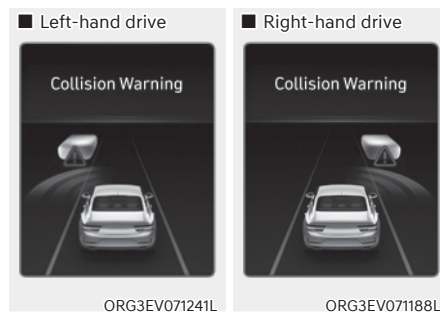 ■ Left-hand drive
Collision Warning
ORG3EV071241L
■ Right-hand drive
Collision Warning
ORG3EV071188L